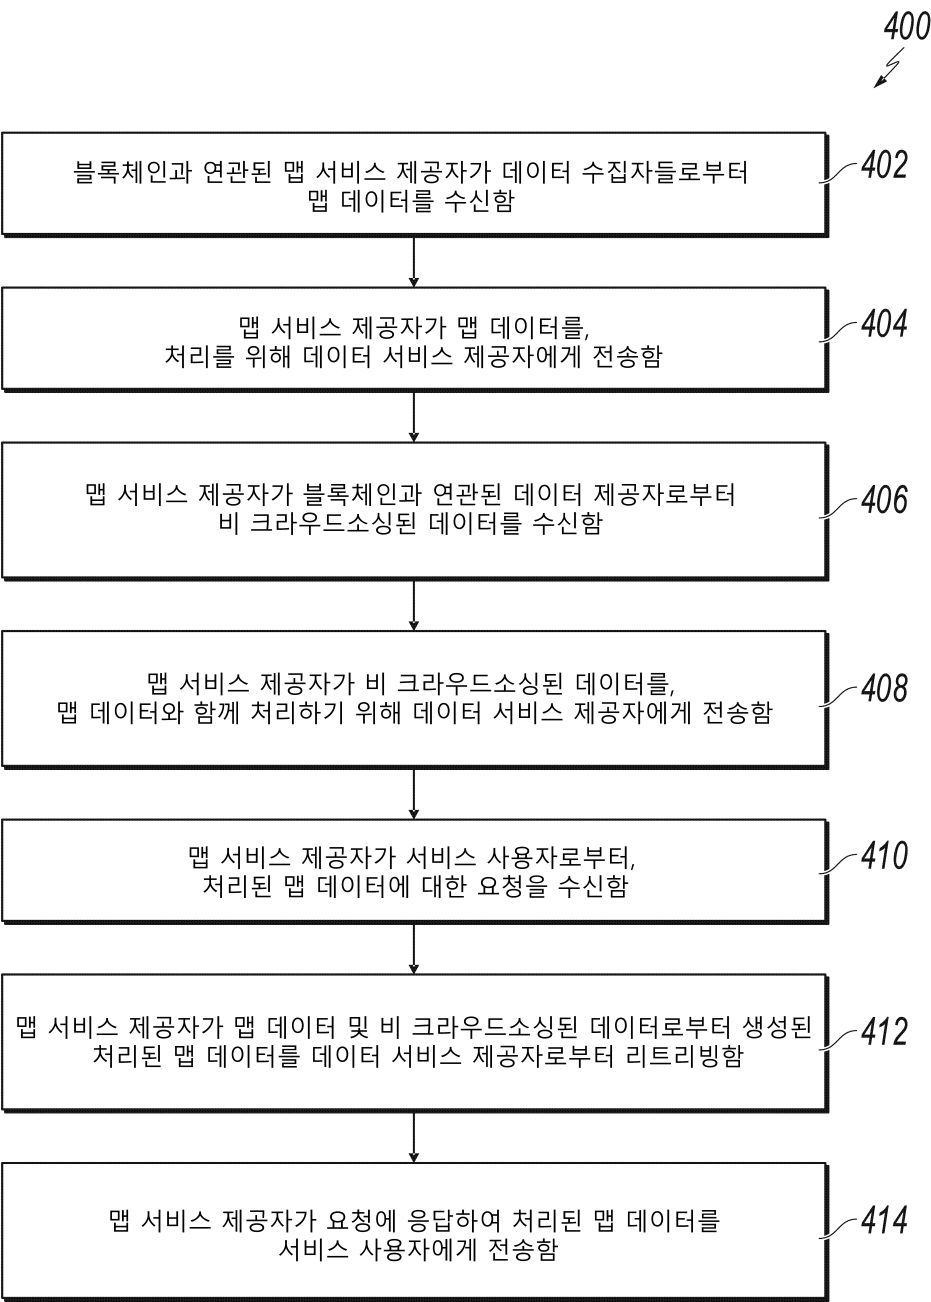 400
블록체인과 연관된 맵 서비스 제공자가 데이터 수집자들로부터
맵 데이터를 수신함
402
맵 서비스 제공자가 맵 데이터를,
처리를 위해 데이터 서비스 제공자에게 전송함
404
맵 서비스 제공자가 블록체인과 연관된 데이터 제공자로부터
비 크라우드소싱된 데이터를 수신함
406
맵 서비스 제공자가 비 크라우드소싱된 데이터를,
맵 데이터와 함께 처리하기 위해 데이터 서비스 제공자에게 전송함
408
맵 서비스 제공자가 서비스 사용자로부터,
처리된 맵 데이터에 대한 요청을 수신함
410
맵 서비스 제공자가 맵 데이터 및 비 크라우드소싱된 데이터로부터 생성된
처리된 맵 데이터를 데이터 서비스 제공자로부터 리트리빙함
412
맵 서비스 제공자가 요청에 응답하여 처리된 맵 데이터를
서비스 사용자에게 전송함
414